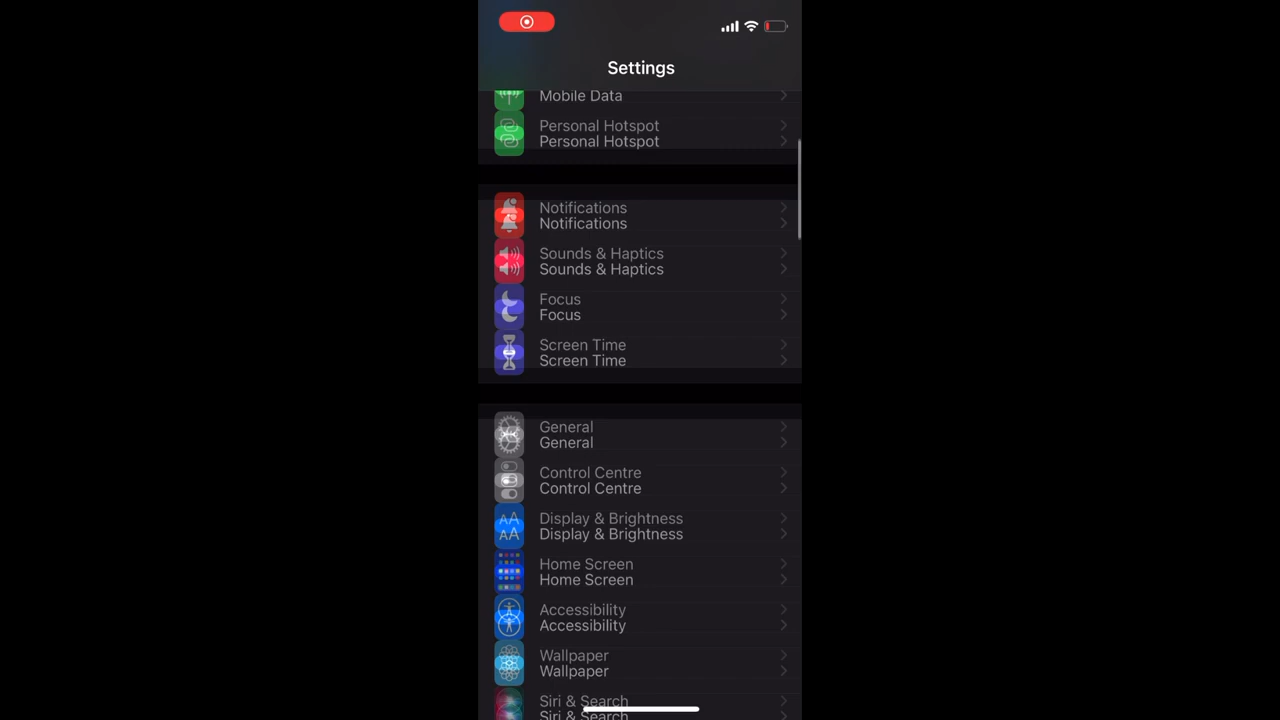 Settings
Mobile Data
Personal Hotspot
Personal Hotspot
Notifications
Notifications
Sounds & Haptics
Sounds & Haptics
Focus
Focus
Screen Time
Screen Time
General
General
Control Centre
Control Centre
Display & Brightness
Display & Brightness
Home Screen
Home Screen
Accessibility
Accessibility
Wallpaper
Wallpaper
Siri & Search
Siri & Search